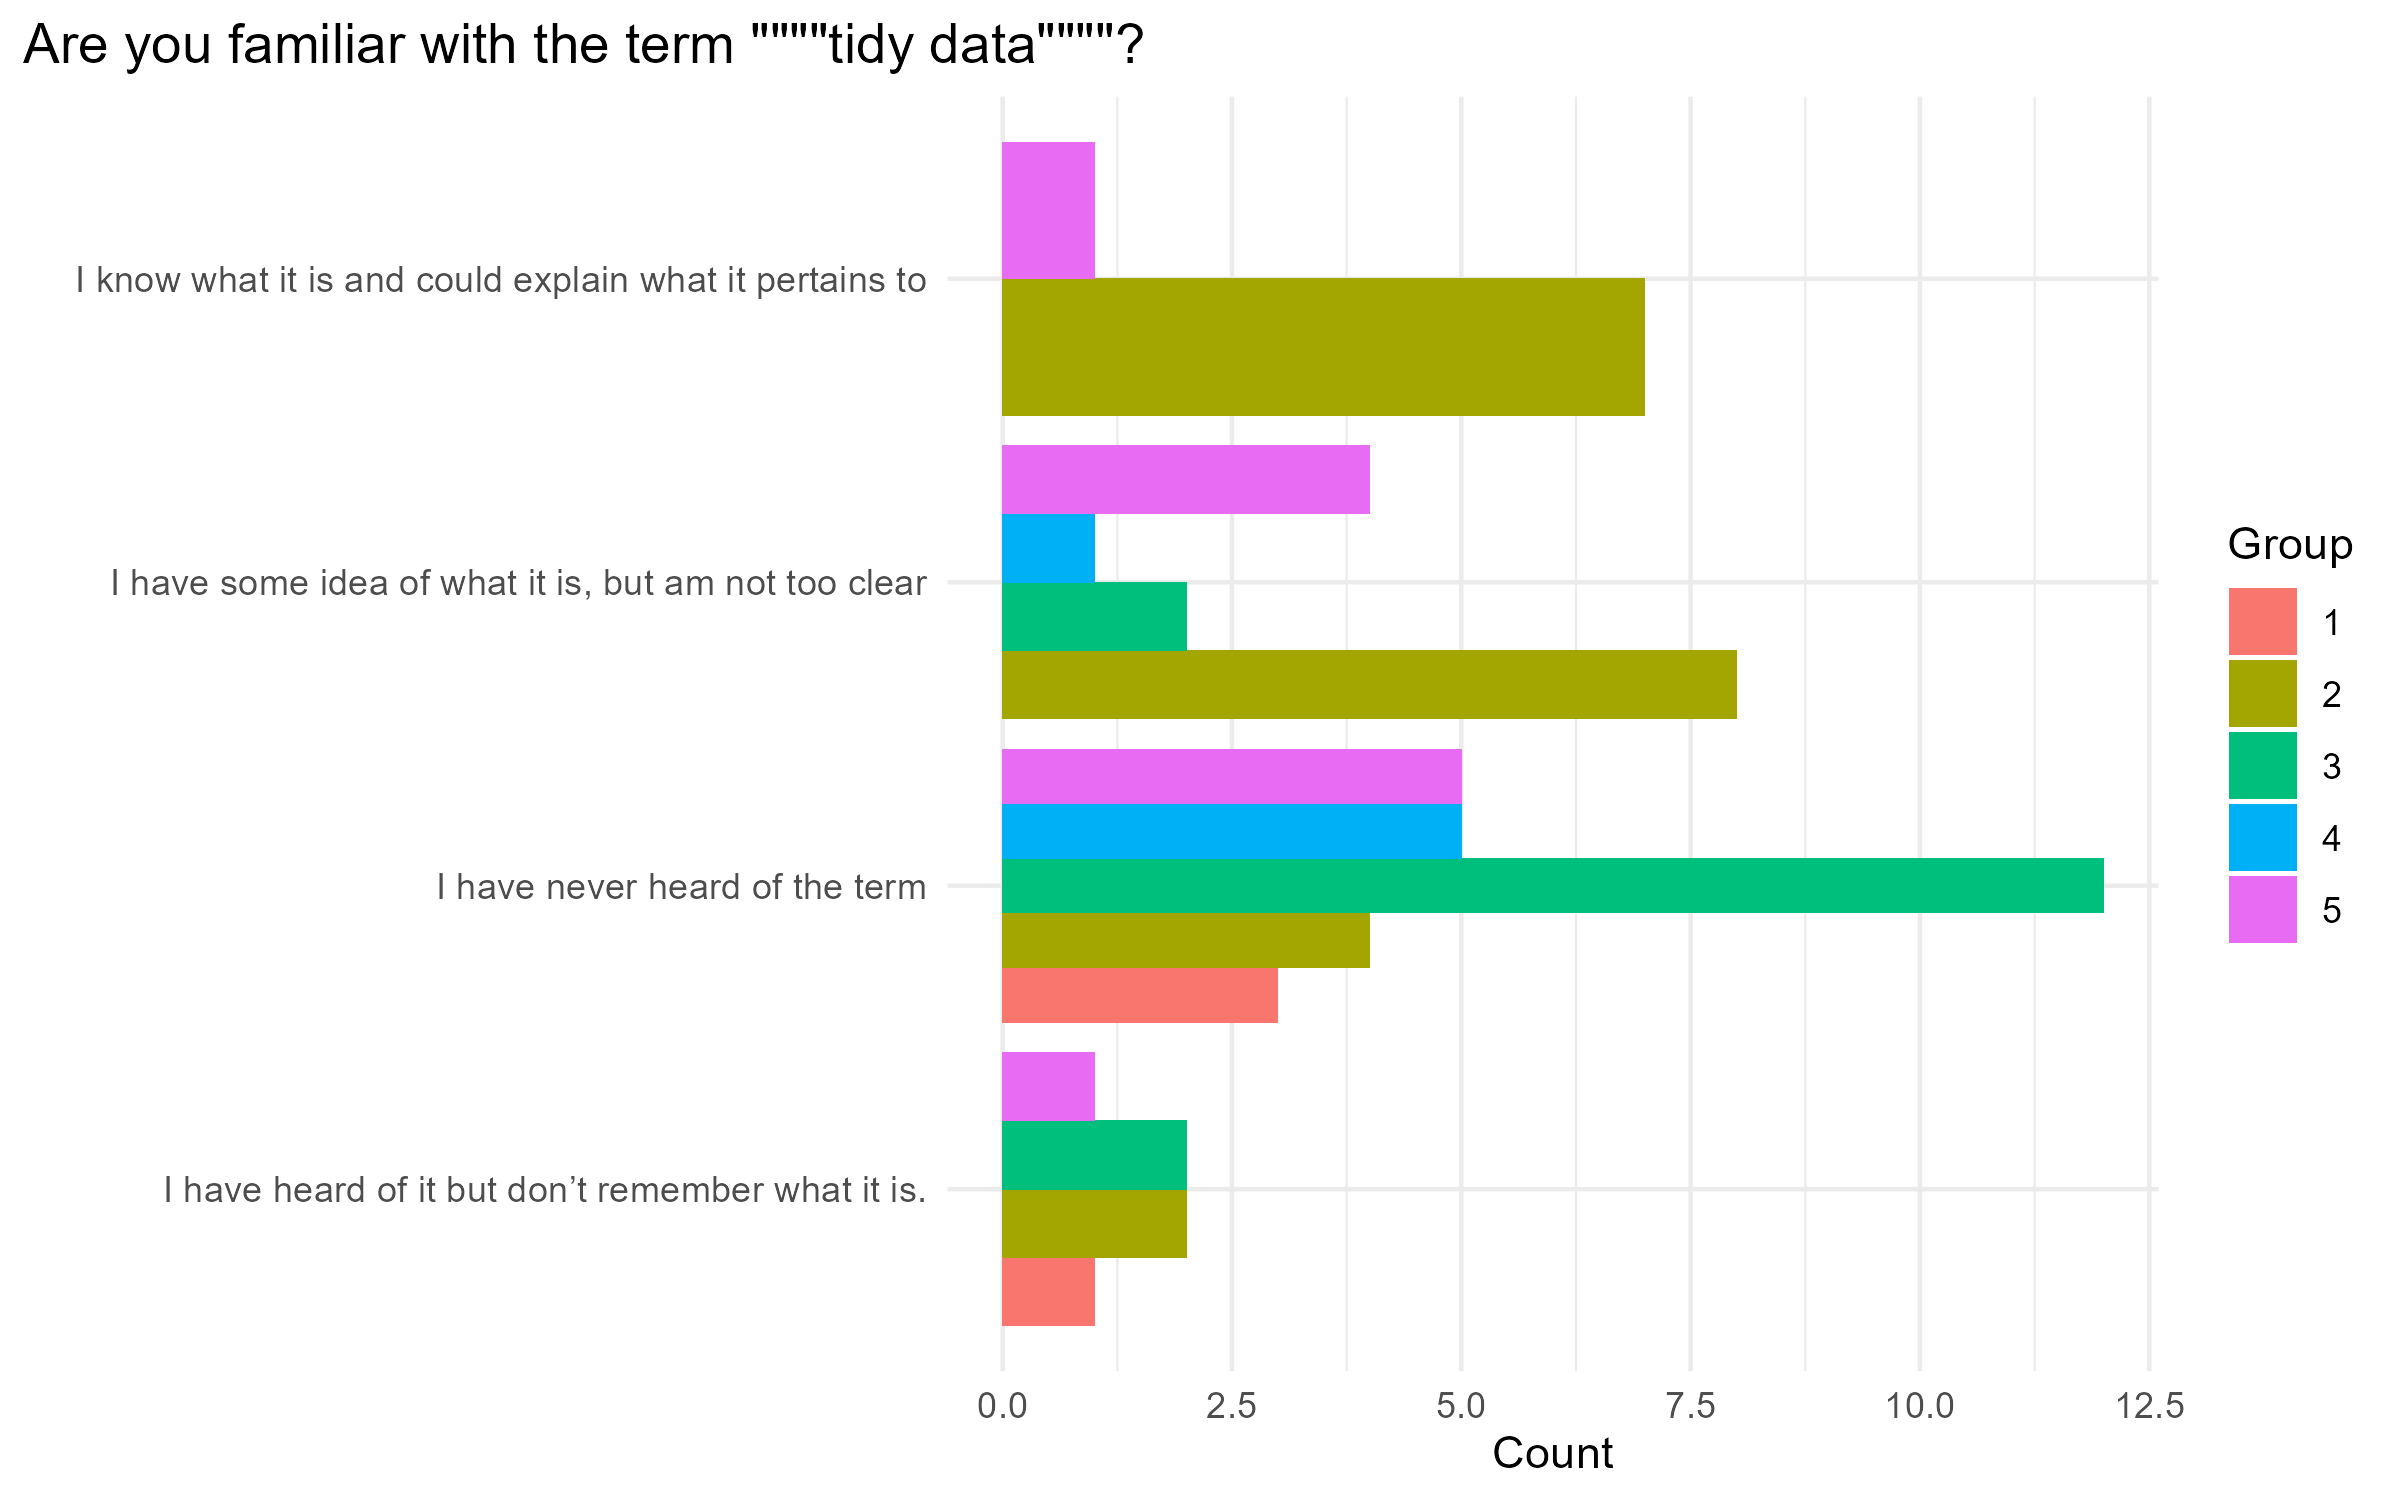 Are you familiar with the term """"tidy data""""?
I know what it is and could explain what it pertains to
I have some idea of what it is, but am not too clear
I have never heard of the term
I have heard of it but don’t remember what it is.
0.0 2.5 5.0 7.5 10.0 12.5
Count
Group
1
2
3
4
5